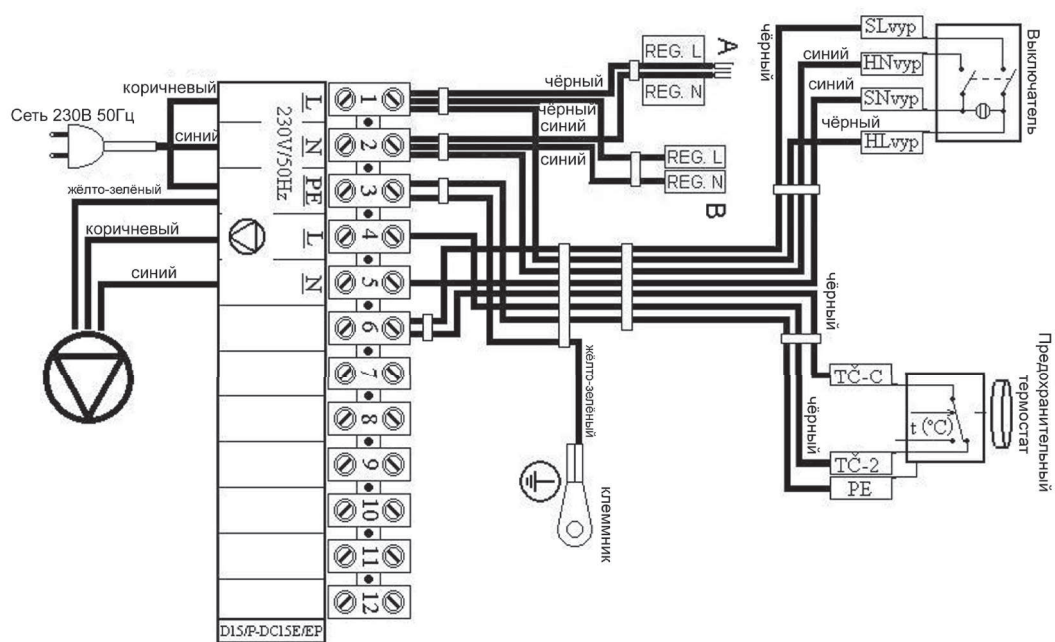 Сеть 230В 50Гц
коричневый
синий
жёлто-зелёный
коричневый
синий
230V/50Hz
L
N
PE
L
N
1
2
3
4
5
6
7
8
9
10
11
12
D15/P-DC15E/EP
чёрный
чёрный
синий
синий
REG. L
REG. N
A
REG. L
REG. N
B
чёрный
синий
синий
чёрный
SLvyp
HNvyp
SNvyp
HLvyp
Выключатель
чёрный
чёрный
TČ-C
TČ-2
PE
t (°C)
Предохранительный
термостат
жёлто-зелёный
клеммник